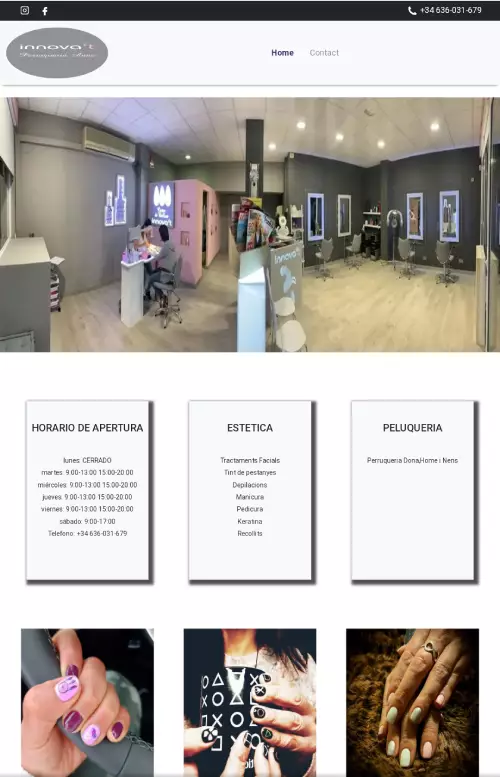 +34 636-031-679
innova't
Perruquera Anna
Home
Contact
innova't
HORARIO DE APERTURA
lunes: CERRADO
martes: 9:00-13:00 15:00-20:00
miércoles: 9:00-13:00 15:00-20:00
jueves: 9:00-13:00 15:00-20:00
viernes: 9:00-13:00 15:00-20:00
sábado: 9:00-17:00
Telefono: +34 636-031-679
ESTETICA
Tractaments Facials
Tint de pestanyes
Depilacions
Manicura
Pedicura
Keratina
Recollits
PELUQUERIA
Perruqueria Dona,Home i Nens